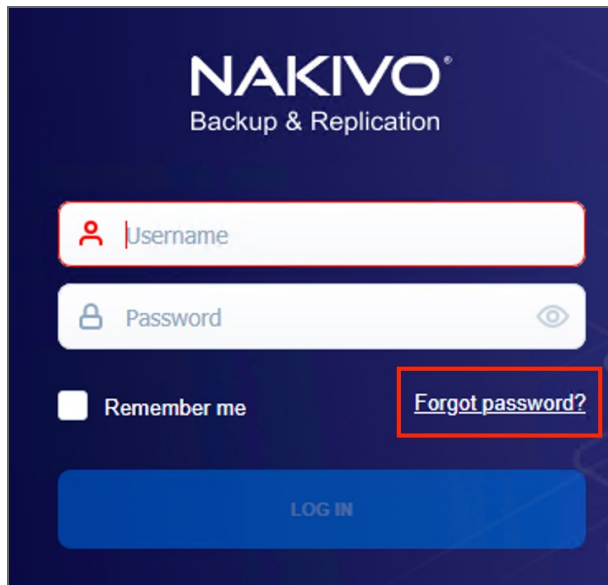 NAKIVO®
Backup & Replication
Username
Password
Remember me
Forgot password?
LOG IN